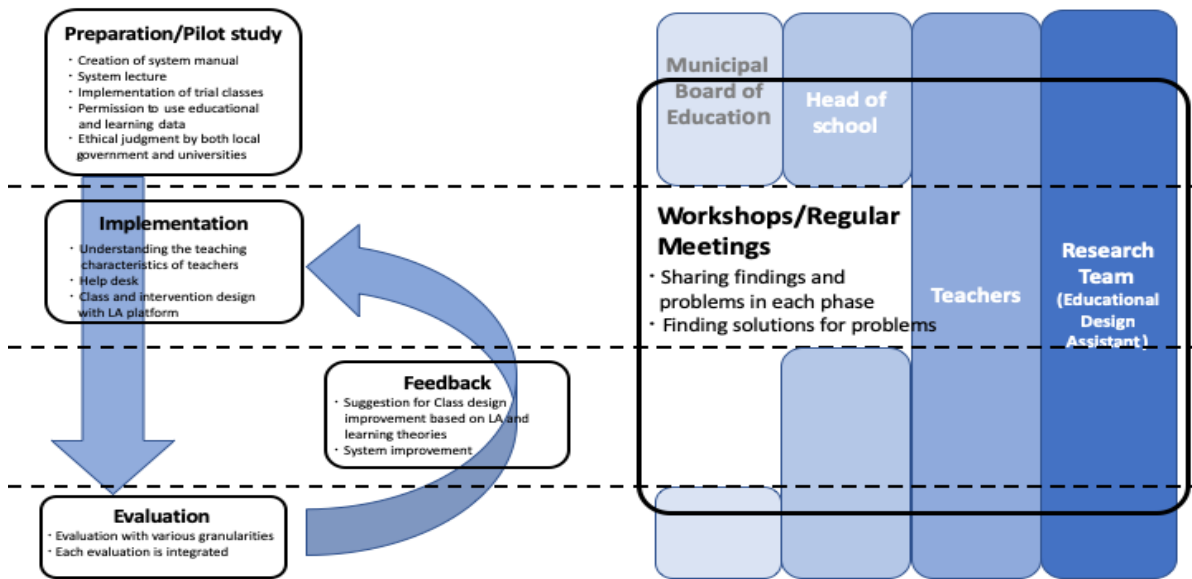 Preparation/Pilot study
· Creation of system manual
· System lecture
· Implementation of trial classes
· Permission to use educational
and learning data
· Ethical judgment by both local
government and universities
Implementation
· Understanding the teaching
characteristics of teachers
· Help desk
· Class and intervention design
with LA platform
Feedback
· Suggestion for Class design
improvement based on LA and
learning theories
· System improvement
Evaluation
· Evaluation with various granularities
· Each evaluation is integrated
Municipal
Board of
Education
Head of
school
Workshops/Regular
Meetings
· Sharing findings and
problems in each phase
· Finding solutions for problems
Teachers
Research
Team
(Educational
Design
Assistant)